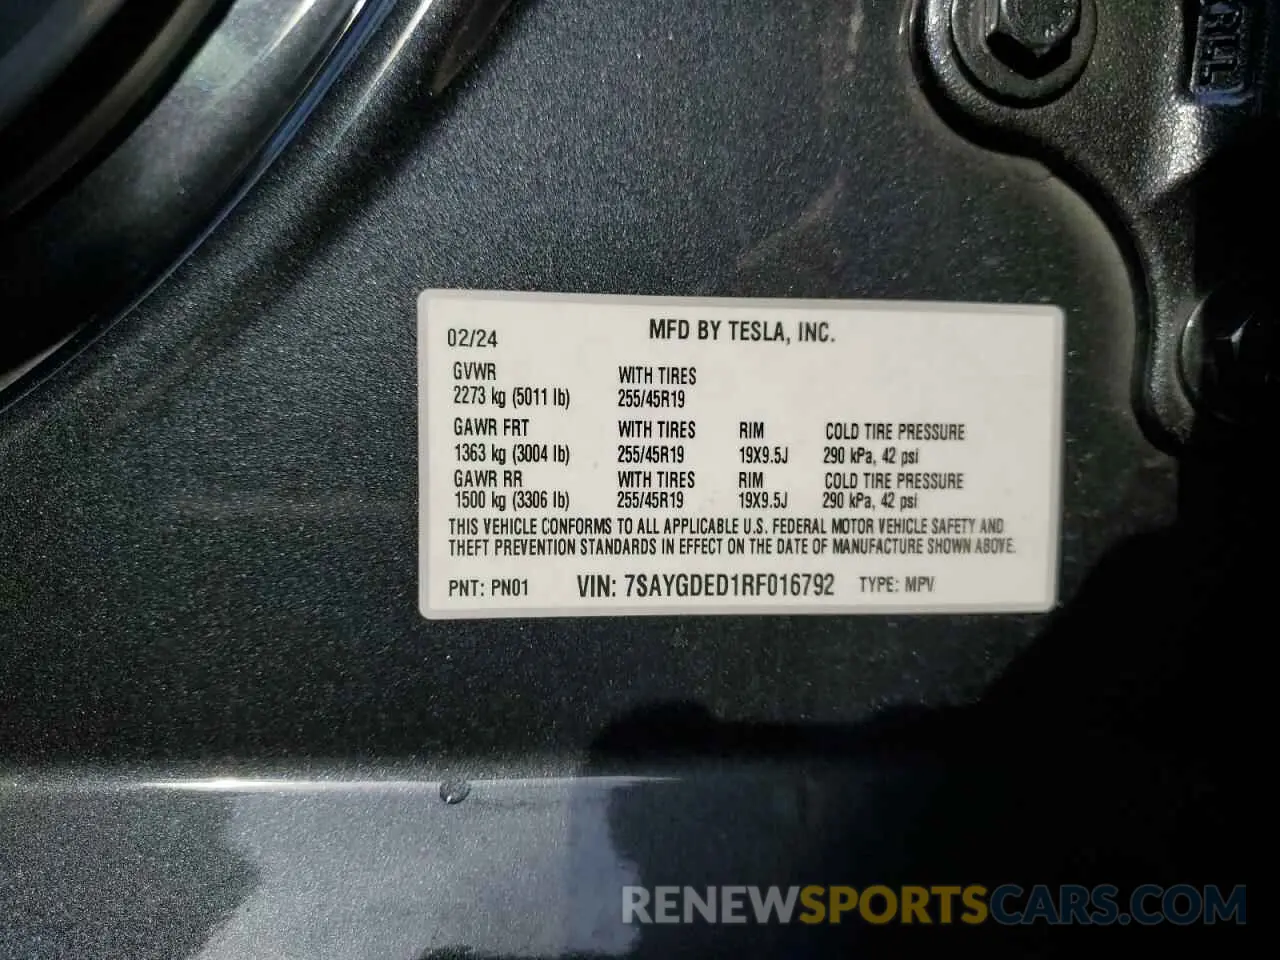 02/24 MFD BY TESLA, INC.
GVWR WITH TIRES
2273 kg (5011 lb) 255/45R19
GAWR FRT WITH TIRES RIM COLD TIRE PRESSURE
1363 kg (3004 lb) 255/45R19 19X9.5J 290 kPa, 42 psi
GAWR RR WITH TIRES RIM COLD TIRE PRESSURE
1500 kg (3306 lb) 255/45R19 19X9.5J 290 kPa, 42 psi
THIS VEHICLE CONFORMS TO ALL APPLICABLE U.S. FEDERAL MOTOR VEHICLE SAFETY AND
THEFT PREVENTION STANDARDS IN EFFECT ON THE DATE OF MANUFACTURE SHOWN ABOVE.
PNT: PN01 VIN: 7SAYGDED1RF016792 TYPE: MPV
RENEWSPORTSCARS.COM